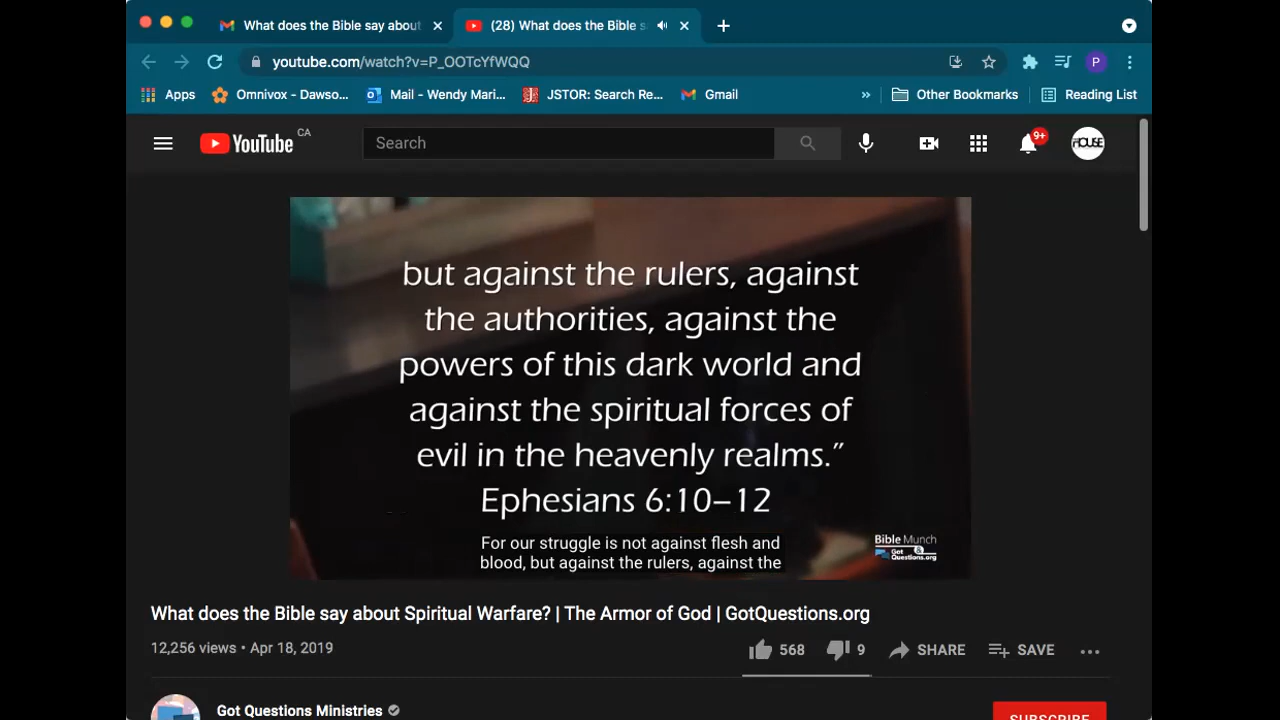 What does the Bible say about
(28) What does the Bible s
youtube.com/watch?v=P_OOTcYfWQQ
P
Apps
Omnivox - Dawso...
Mail - Wendy Mari...
JSTOR: Search Re...
Gmail
»
Other Bookmarks
Reading List
YouTube CA
Search
9+
HOUSE
but against the rulers, against
the authorities, against the
powers of this dark world and
against the spiritual forces of
evil in the heavenly realms.”
Ephesians 6:10–12
For our struggle is not against flesh and
blood, but against the rulers, against the
Bible Munch
&
Got Questions.org
What does the Bible say about Spiritual Warfare? | The Armor of God | GotQuestions.org
12,256 views • Apr 18, 2019
568
9
SHARE
SAVE
Got Questions Ministries
SUBSCRIBE